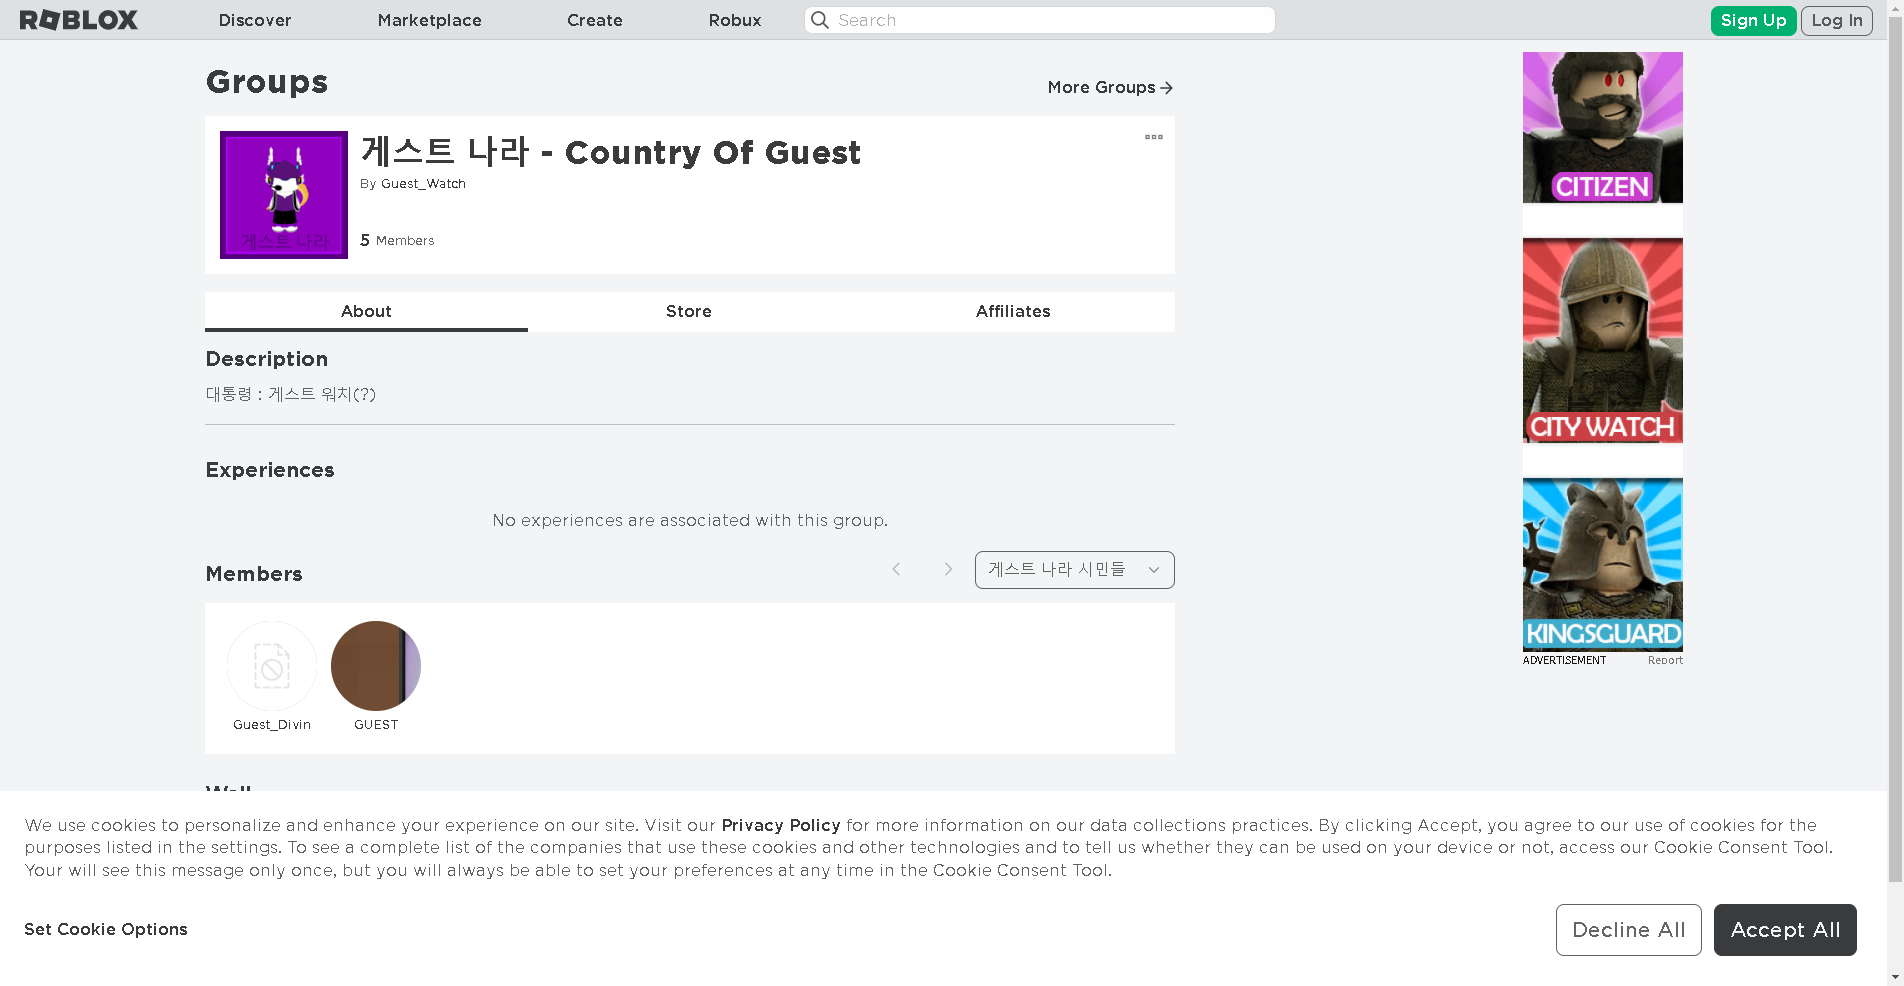 ROBLOX Discover Marketplace Create Robux Search Sign Up Log In
Groups
More Groups
게스트 나라 - Country Of Guest
By Guest_Watch
게스트 나라
5 Members
About Store Affiliates
Description
대통령 : 게스트 워치(?)
Experiences
No experiences are associated with this group.
Members
게스트 나라 시민들
Guest_Divin GUEST
Wall
CITIZEN
CITY WATCH
KINGSGUARD
ADVERTISEMENT Report
We use cookies to personalize and enhance your experience on our site. Visit our Privacy Policy for more information on our data collections practices. By clicking Accept, you agree to our use of cookies for the
purposes listed in the settings. To see a complete list of the companies that use these cookies and other technologies and to tell us whether they can be used on your device or not, access our Cookie Consent Tool.
Your will see this message only once, but you will always be able to set your preferences at any time in the Cookie Consent Tool.
Set Cookie Options
Decline All Accept All